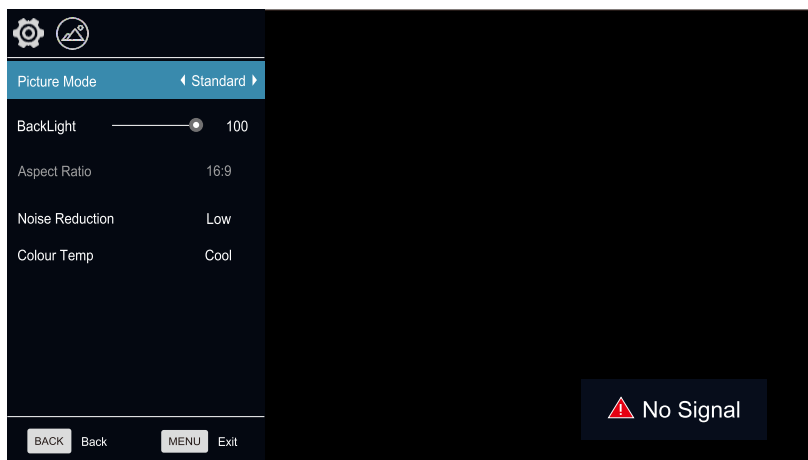 Picture Mode Standard
BackLight 100
Aspect Ratio 16:9
Noise Reduction Low
Colour Temp Cool
No Signal
BACK Back MENU Exit